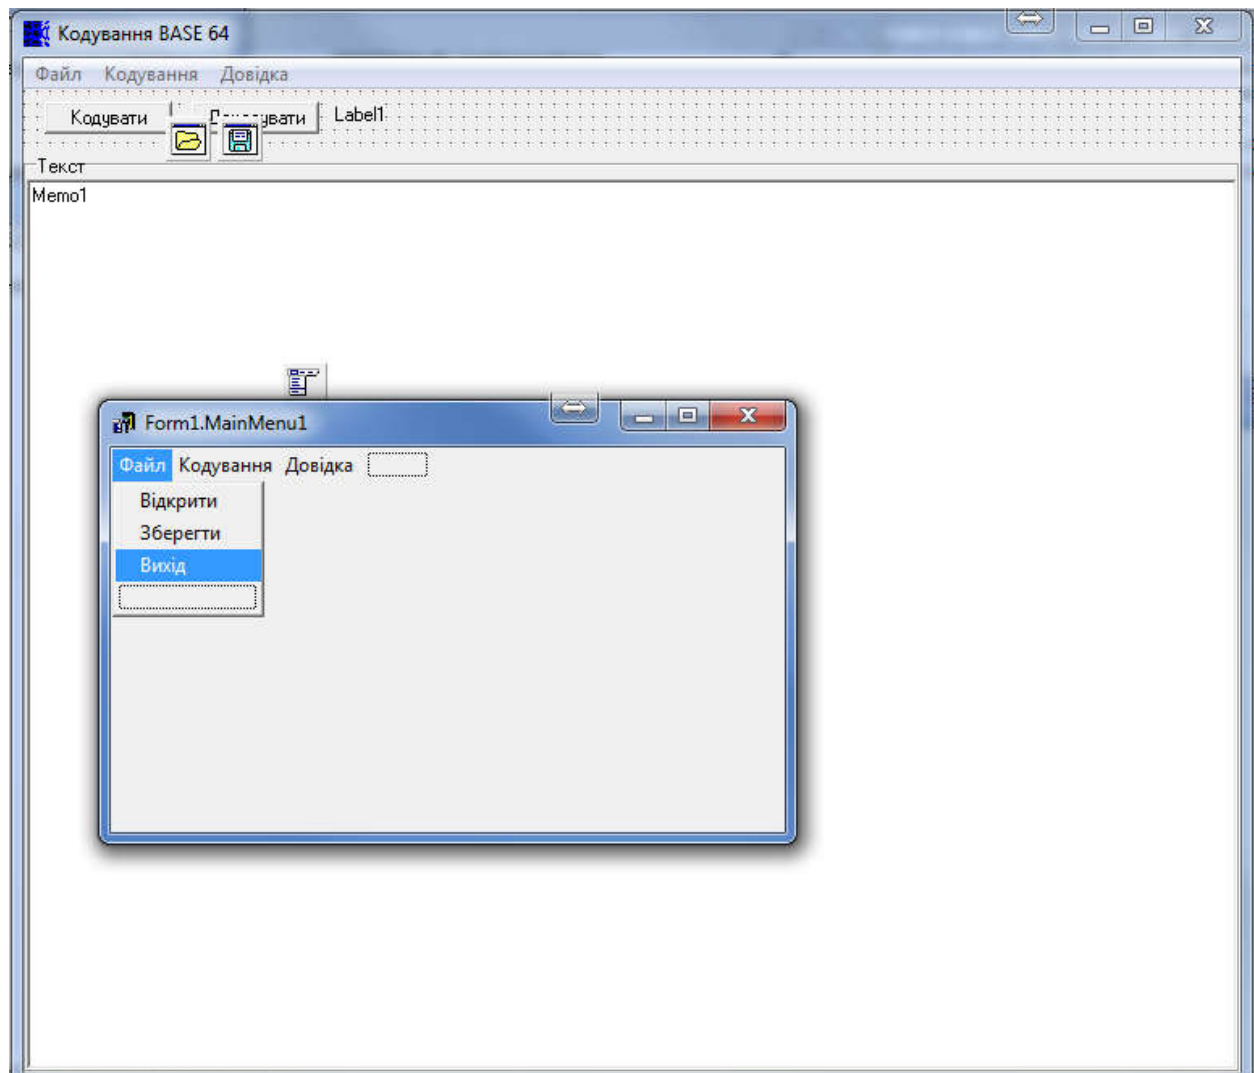 Кодування BASE 64
Файл Кодування Довідка
Кодувати Label1
Текст
Memo1
Form1.MainMenu1
Файл Кодування Довідка
Відкрити
Зберегти
Вихід